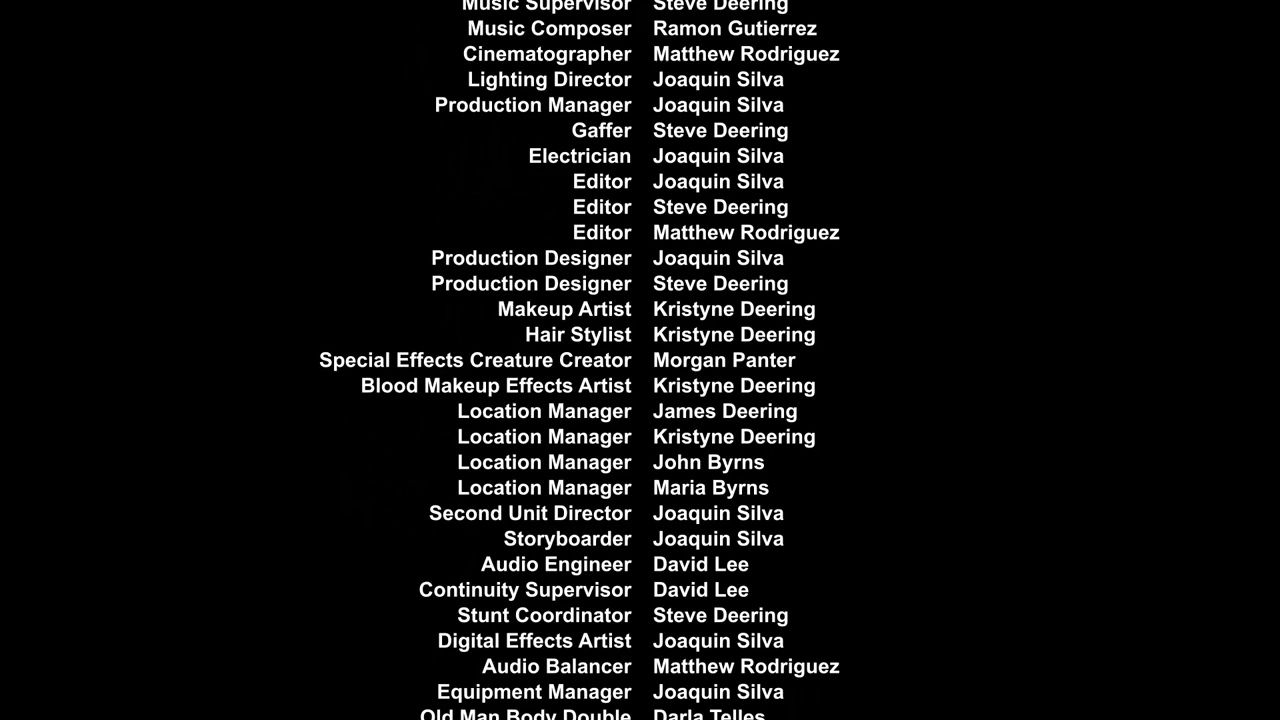 Music Supervisor Steve Deering
Music Composer Ramon Gutierrez
Cinematographer Matthew Rodriguez
Lighting Director Joaquin Silva
Production Manager Joaquin Silva
Gaffer Steve Deering
Electrician Joaquin Silva
Editor Joaquin Silva
Editor Steve Deering
Editor Matthew Rodriguez
Production Designer Joaquin Silva
Production Designer Steve Deering
Makeup Artist Kristyne Deering
Hair Stylist Kristyne Deering
Special Effects Creature Creator Morgan Panter
Blood Makeup Effects Artist Kristyne Deering
Location Manager James Deering
Location Manager Kristyne Deering
Location Manager John Byrns
Location Manager Maria Byrns
Second Unit Director Joaquin Silva
Storyboarder Joaquin Silva
Audio Engineer David Lee
Continuity Supervisor David Lee
Stunt Coordinator Steve Deering
Digital Effects Artist Joaquin Silva
Audio Balancer Matthew Rodriguez
Equipment Manager Joaquin Silva
Old Man Body Double Darla Telles